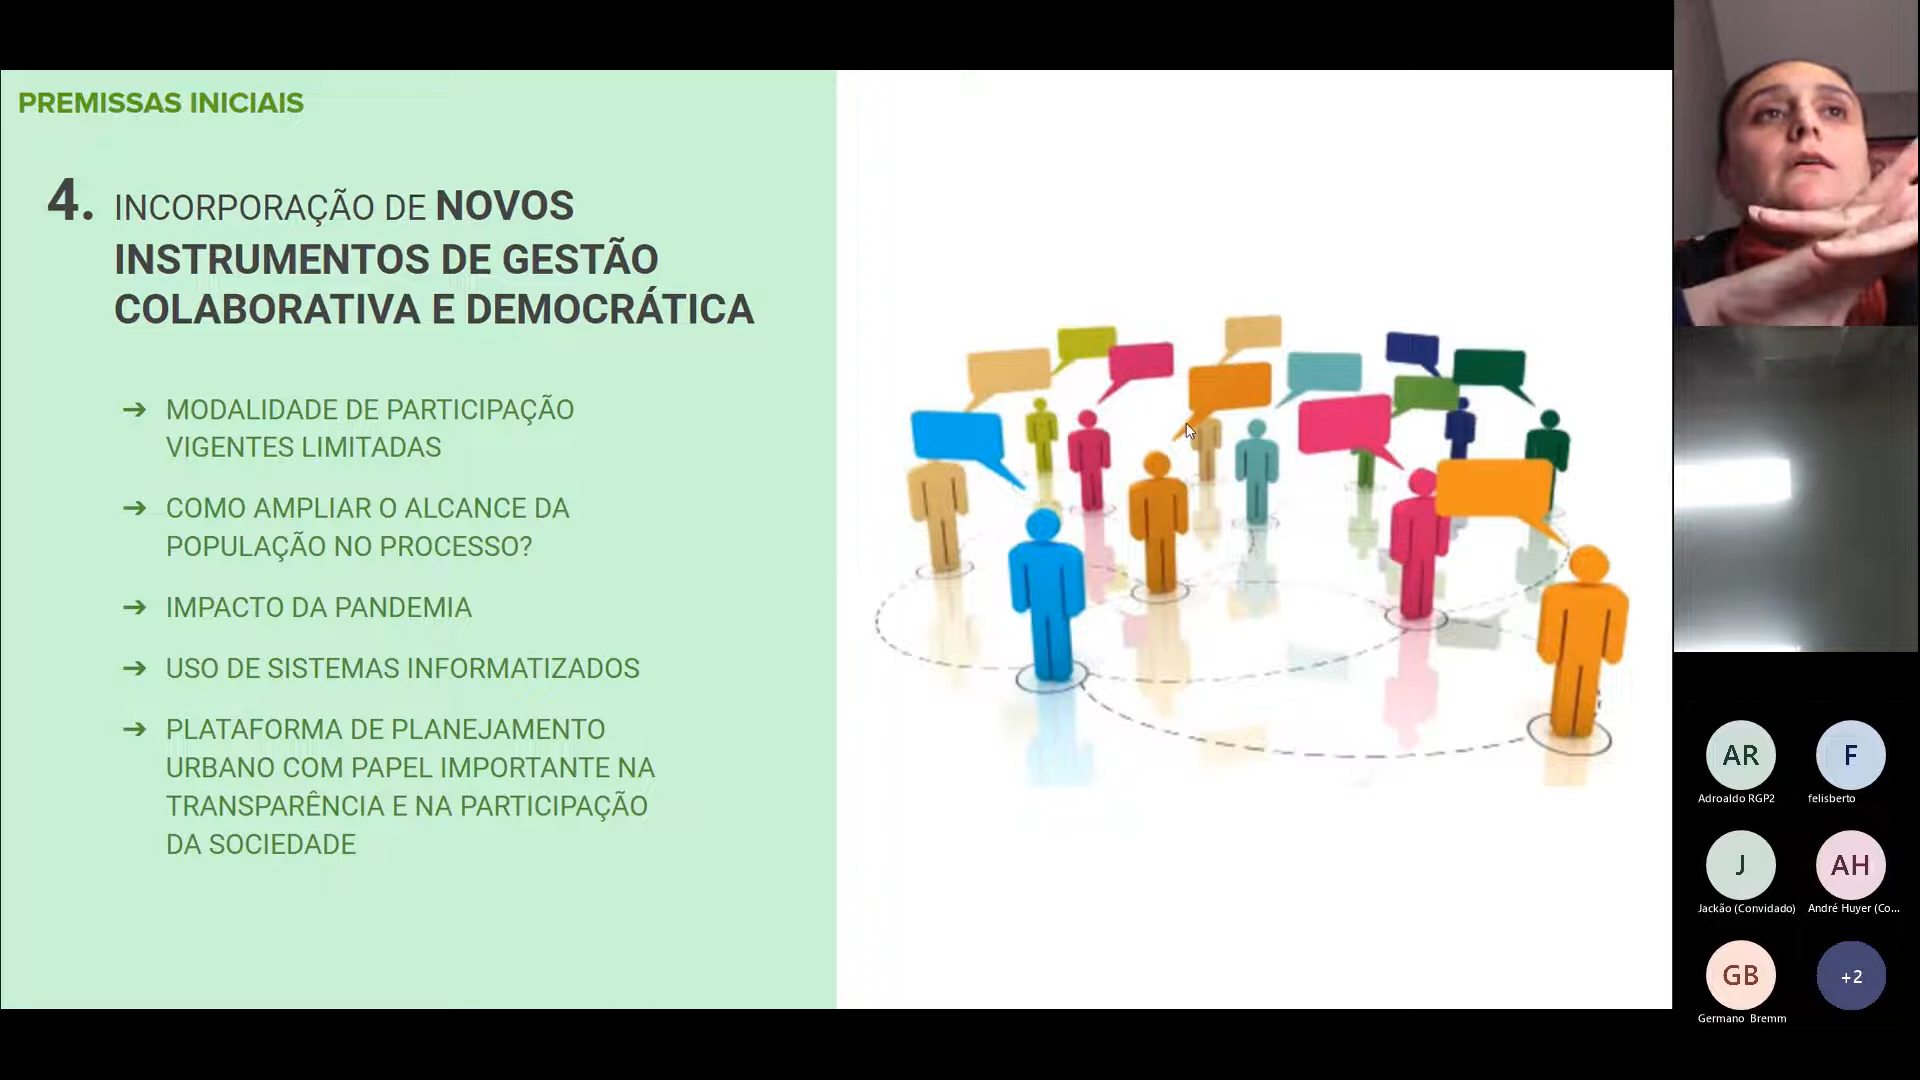 PREMISSAS INICIAIS
4. INCORPORAÇÃO DE NOVOS
INSTRUMENTOS DE GESTÃO
COLABORATIVA E DEMOCRÁTICA
➔ MODALIDADE DE PARTICIPAÇÃO
VIGENTES LIMITADAS
➔ COMO AMPLIAR O ALCANCE DA
POPULAÇÃO NO PROCESSO?
➔ IMPACTO DA PANDEMIA
➔ USO DE SISTEMAS INFORMATIZADOS
➔ PLATAFORMA DE PLANEJAMENTO
URBANO COM PAPEL IMPORTANTE NA
TRANSPARÊNCIA E NA PARTICIPAÇÃO
DA SOCIEDADE
AR
Adroaldo RGP2
F
felisberto
J
Jackão (Convidado)
AH
André Huyer (Co...
GB
Germano Bremm
+2